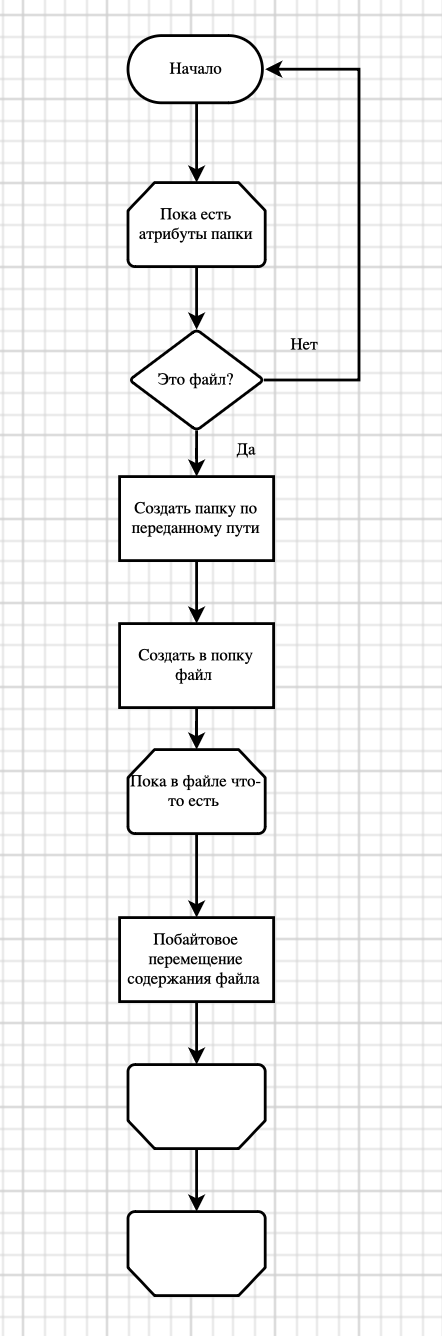 Начало
Пока есть
атрибуты папки
Это файл?
Нет
Да
Создать папку по
переданному пути
Создать в попку
файл
Пока в файле что-
то есть
Побайтовое
перемещение
содержания файла